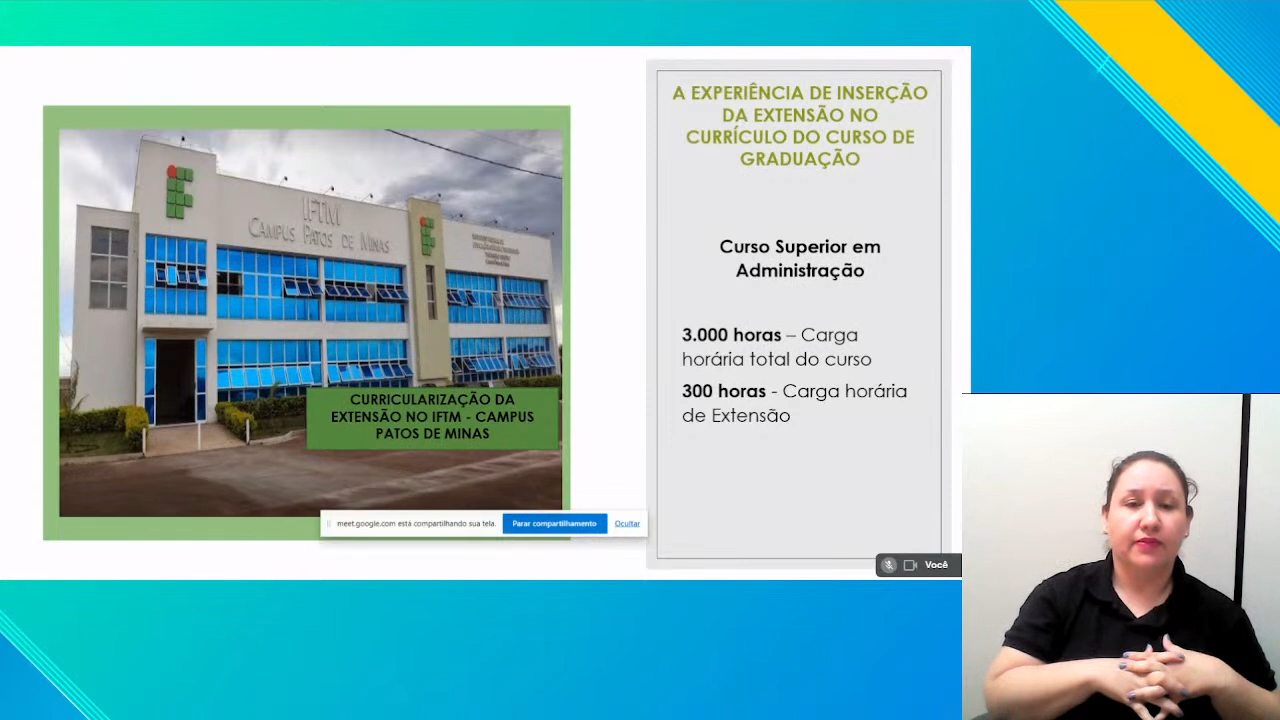 IFTM
CAMPUS PATOS DE MINAS
CURRICULARIZAÇÃO DA
EXTENSÃO NO IFTM - CAMPUS
PATOS DE MINAS
meet.google.com está compartilhando sua tela.
Parar compartilhamento
Ocultar
A EXPERIÊNCIA DE INSERÇÃO
DA EXTENSÃO NO
CURRÍCULO DO CURSO DE
GRADUAÇÃO
Curso Superior em
Administração
3.000 horas – Carga
horária total do curso
300 horas - Carga horária
de Extensão
Você